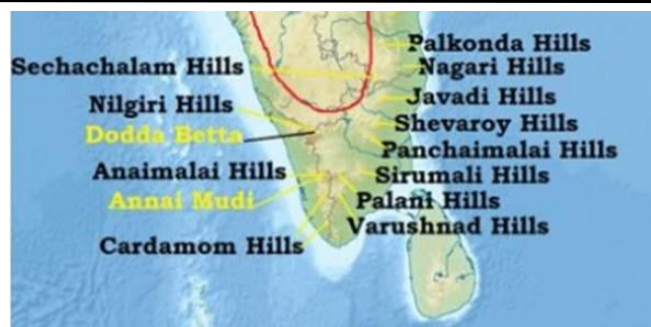 Palkonda Hills
Sechachalam Hills
Nagari Hills
Javadi Hills
Nilgiri Hills
Shevaroy Hills
Dodda Betta
Panchaimalai Hills
Anaimalai Hills
Sirumali Hills
Annai Mudi
Palani Hills
Varushnad Hills
Cardamom Hills